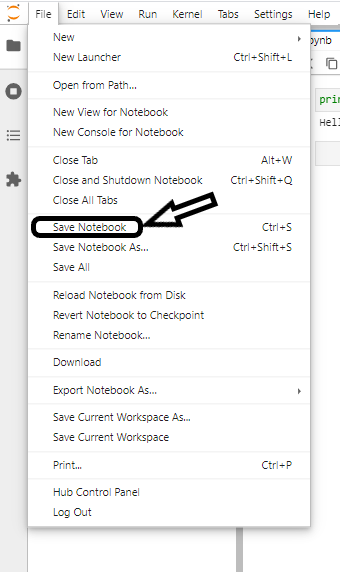 File Edit View Run Kernel Tabs Settings Help
New
New Launcher Ctrl+Shift+L
Open from Path...
New View for Notebook
New Console for Notebook
Close Tab Alt+W
Close and Shutdown Notebook Ctrl+Shift+Q
Close All Tabs
Save Notebook Ctrl+S
Save Notebook As... Ctrl+Shift+S
Save All
Reload Notebook from Disk
Revert Notebook to Checkpoint
Rename Notebook...
Download
Export Notebook As...
Save Current Workspace As...
Save Current Workspace
Print... Ctrl+P
Hub Control Panel
Log Out
pynb
prin
Hell